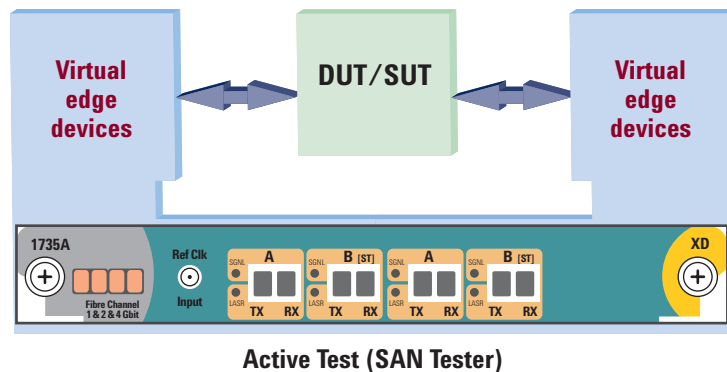 Virtual
edge
devices
DUT/SUT
Virtual
edge
devices
1735A
Fibre Channel
1 & 2 & 4 Gbit
Ref Clk
Input
A
SGNL
LASR
TX RX
B [ST]
SGNL
LASR
TX RX
A
SGNL
LASR
TX RX
B [ST]
SGNL
LASR
TX RX
XD
Active Test (SAN Tester)